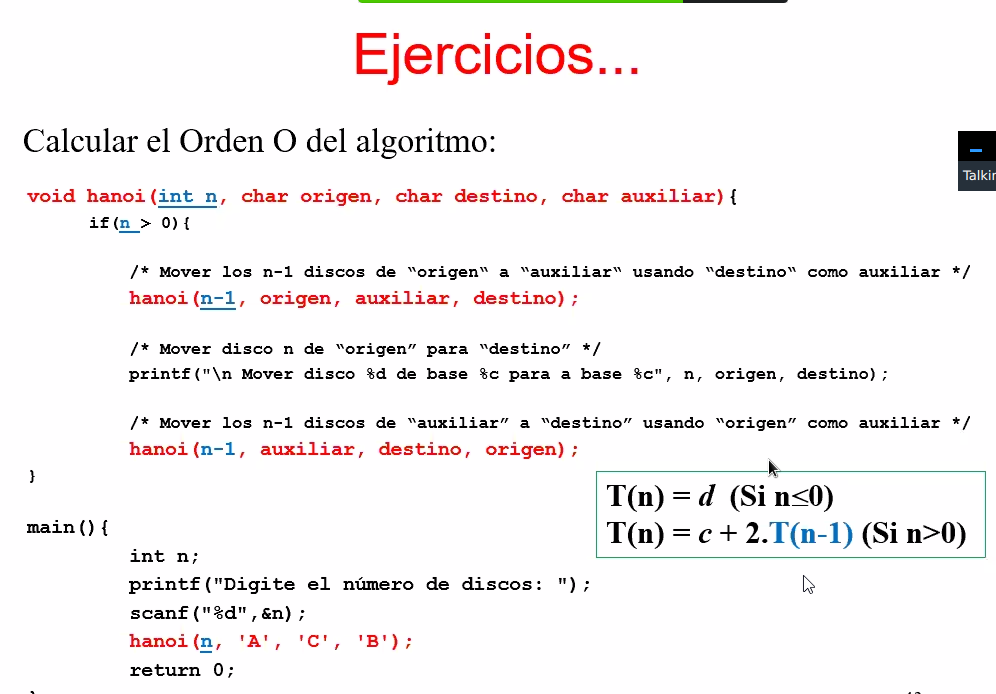 Ejercicios...
Calcular el Orden O del algoritmo:
void hanoi(int n, char origen, char destino, char auxiliar){
if(n > 0){
/* Mover los n-1 discos de “origen“ a “auxiliar“ usando “destino“ como auxiliar */
hanoi(n-1, origen, auxiliar, destino);
/* Mover disco n de “origen” para “destino” */
printf("\n Mover disco %d de base %c para a base %c", n, origen, destino);
/* Mover los n-1 discos de “auxiliar” a “destino” usando “origen” como auxiliar */
hanoi(n-1, auxiliar, destino, origen);
}
T(n) = d (Si n≤0)
T(n) = c + 2.T(n-1) (Si n>0)
main(){
int n;
printf("Digite el número de discos: ");
scanf("%d",&n);
hanoi(n, 'A', 'C', 'B');
return 0;
Talkin